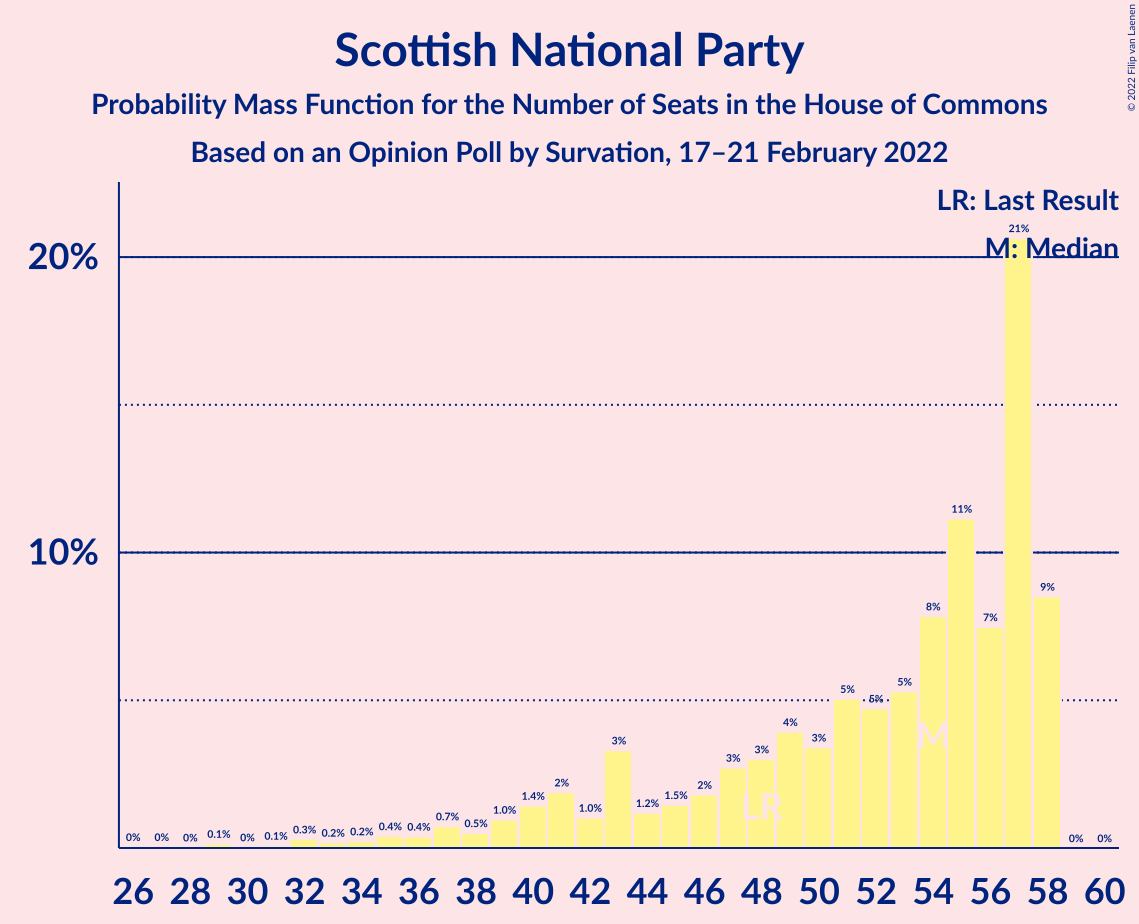 Scottish National Party
Probability Mass Function for the Number of Seats in the House of Commons
Based on an Opinion Poll by Survation, 17–21 February 2022
© 2022 Filip van Laenen
LR: Last Result
M: Median
20%
10%
0% 0% 0% 0.1% 0% 0.1% 0.3% 0.2% 0.2% 0.4% 0.4% 0.7% 0.5% 1.0% 1.4% 2% 1.0% 3% 1.2% 1.5% 2% 3% 3% 4% 3% 5% 5% 5% 8% 11% 7% 21% 9% 0% 0%
M
LR
26 28 30 32 34 36 38 40 42 44 46 48 50 52 54 56 58 60